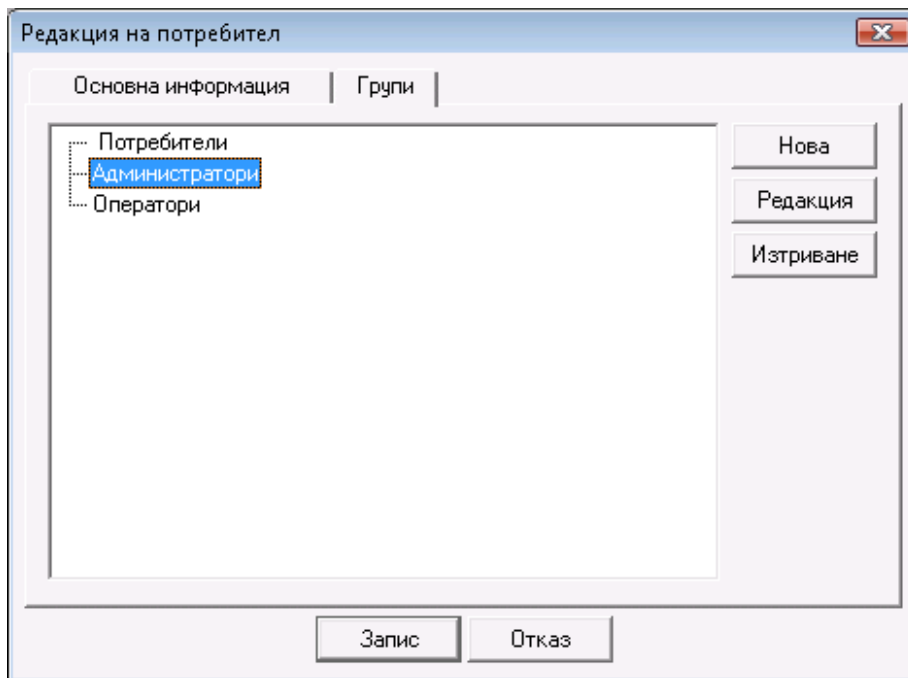 Редакция на потребител
Основна информация
Групи
Потребители
Администратори
Оператори
Нова
Редакция
Изтриване
Запис
Отказ